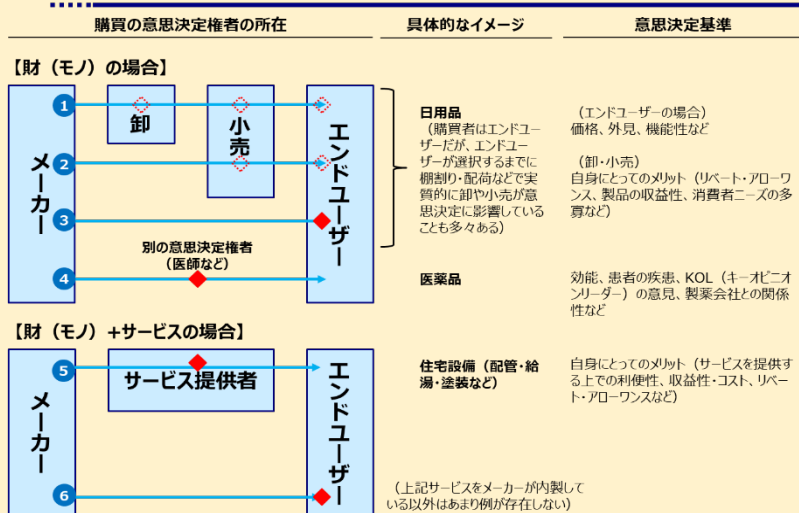 購買の意思決定権者の所在
具体的なイメージ
意思決定基準
【財（モノ）の場合】
メーカー
1
2
3
4
卸
小売
エンドユーザー
別の意思決定権者
（医師など）
日用品
（購買者はエンドユー
ザーだが、エンドユー
ザーが選択するまでに
棚割り・配荷などで実
質的に卸や小売が意
思決定に影響している
ことも多々ある）
（エンドユーザーの場合）
価格、外見、機能性など
（卸・小売）
自身にとってのメリット（リベート・アローワ
ンス、製品の収益性、消費者ニーズの多
寡など）
医薬品
効能、患者の疾患、KOL（キーオピニオ
ンリーダー）の意見、製薬会社との関係
性など
【財（モノ）+サービスの場合】
メーカー
5
6
サービス提供者
エンドユーザー
住宅設備（配管・給
湯・塗装など）
自身にとってのメリット（サービスを提供す
る上での利便性、収益性・コスト、リベー
ト・アローワンスなど）
（上記サービスをメーカーが内製して
いる以外はあまり例が存在しない）